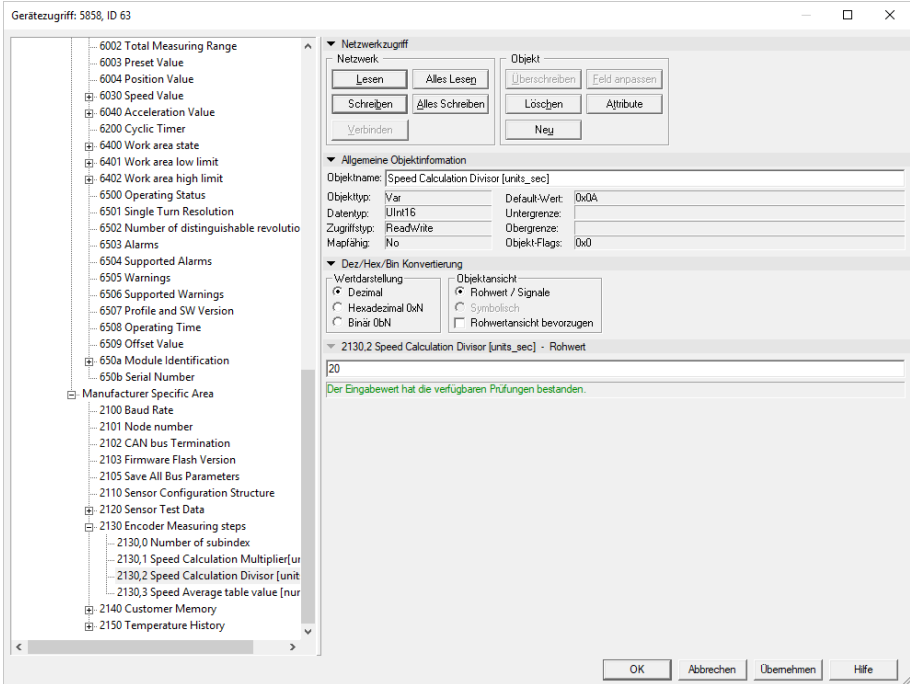 Gerätezugriff: 5858, ID 63
6002 Total Measuring Range
6003 Preset Value
6004 Position Value
6030 Speed Value
6040 Acceleration Value
6200 Cyclic Timer
6400 Work area state
6401 Work area low limit
6402 Work area high limit
6500 Operating Status
6501 Single Turn Resolution
6502 Number of distinguishable revolutio
6503 Alarms
6504 Supported Alarms
6505 Warnings
6506 Supported Warnings
6507 Profile and SW Version
6508 Operating Time
6509 Offset Value
650a Module Identification
650b Serial Number
Manufacturer Specific Area
2100 Baud Rate
2101 Node number
2102 CAN bus Termination
2103 Firmware Flash Version
2105 Save All Bus Parameters
2110 Sensor Configuration Structure
2120 Sensor Test Data
2130 Encoder Measuring steps
2130,0 Number of subindex
2130,1 Speed Calculation Multiplier[ur
2130,2 Speed Calculation Divisor [unit
2130,3 Speed Average table value [nur
2140 Customer Memory
2150 Temperature History
Netzwerkzugriff
Netzwerk
Lesen Alles Lesen
Schreiben Alles Schreiben
Verbinden
Objekt
Überschreiben Feld anpassen
Löschen Attribute
Neu
Allgemeine Objektinformation
Objektname: Speed Calculation Divisor [units_sec]
Objekttyp: Var Default-Wert: 0x0A
Datentyp: UInt16 Untergrenze:
Zugriffstyp: ReadWrite Obergrenze:
Mapfähig: No Objekt-Flags: 0x0
Dez/Hex/Bin Konvertierung
Wertdarstellung
Dezimal
Hexadezimal 0xN
Binär 0bN
Objektansicht
Rohwert / Signale
Symbolisch
Rohwertansicht bevorzugen
2130,2 Speed Calculation Divisor [units_sec] - Rohwert
20
Der Eingabewert hat die verfügbaren Prüfungen bestanden.
OK Abbrechen Übernehmen Hilfe